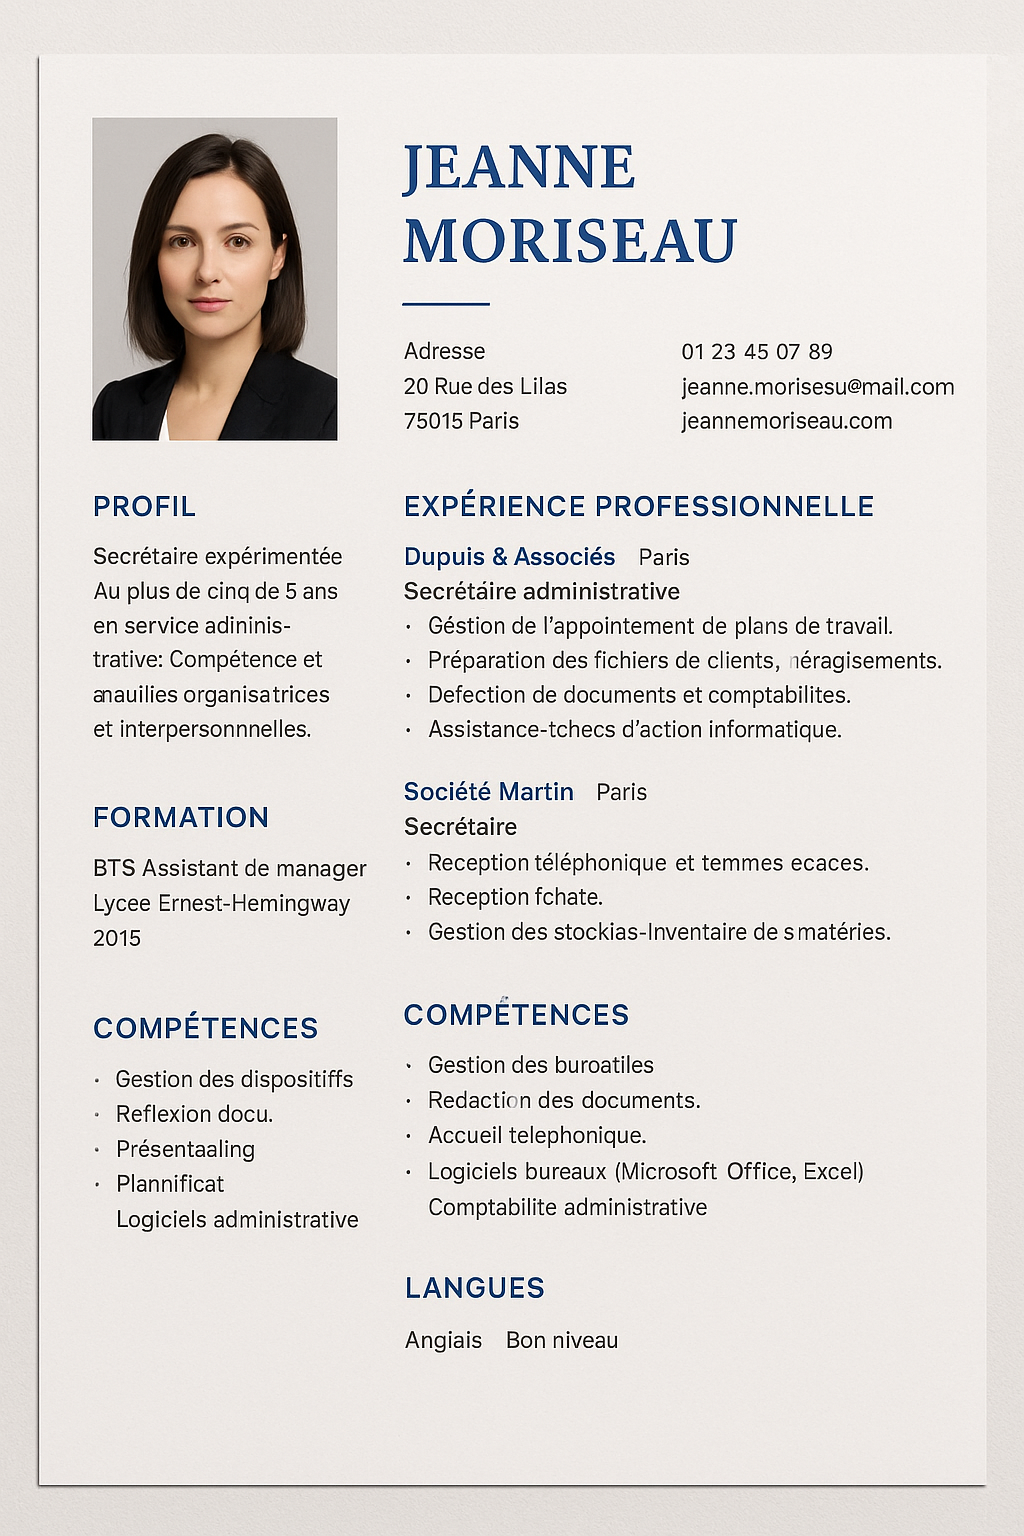 JEANNE
MORISEAU
Adresse
20 Rue des Lilas
75015 Paris
01 23 45 07 89
jeanne.morisesu@mail.com
jeannemoriseau.com
PROFIL
Secrétaire expérimentée
Au plus de cinq de 5 ans
en service adininis-
trative: Compétence et
anauilies organisatrices
et interpersonnnelles.
FORMATION
BTS Assistant de manager
Lycee Ernest-Hemingway
2015
COMPÉTENCES
· Gestion des dispositiffs
· Reflexion docu.
· Présentaaling
· Plannificat
Logiciels administrative
EXPÉRIENCE PROFESSIONNELLE
Dupuis & Associés Paris
Secrétáire administrative
· Géstion de l'appointement de plans de travail.
· Préparation des fichiers de clients, néragisements.
· Defection de documents et comptabilites.
· Assistance-tchecs d'action informatique.
Société Martin Paris
Secrétaire
· Reception téléphonique et temmes ecaces.
· Reception fchate.
· Gestion des stockias-Inventaire de smatéries.
COMPÉTENCES
· Gestion des buroatiles
· Redaction des documents.
· Accueil telephonique.
· Logiciels bureaux (Microsoft Office, Excel)
Comptabilite administrative
LANGUES
Angiais Bon niveau